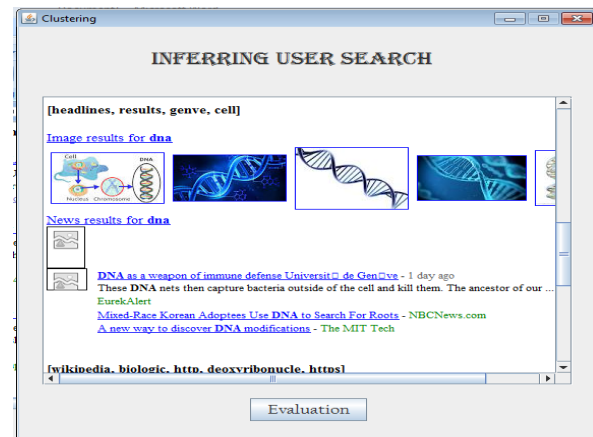 Clustering
INFERRING USER SEARCH
[headlines, results, genve, cell]
Image results for dna
Cell
DNA
Nucleus Chromosome
News results for dna
DNA as a weapon of immune defense Universit□ de Gen□ve - 1 day ago
These DNA nets then capture bacteria outside of the cell and kill them. The ancestor of our ...
EurekAlert
Mixed-Race Korean Adoptees Use DNA to Search For Roots - NBCNews.com
A new way to discover DNA modifications - The MIT Tech
[wikipedia, biologic, http, deoxyribonucle, https]
Evaluation